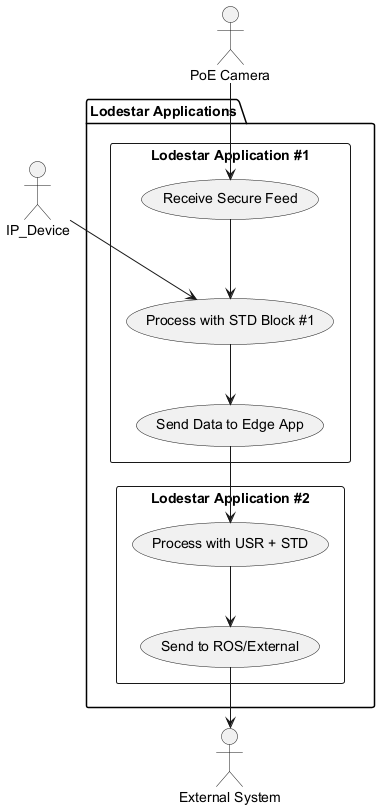 PoE Camera
Lodestar Applications
Lodestar Application #1
Receive Secure Feed
IP_Device
Process with STD Block #1
Send Data to Edge App
Lodestar Application #2
Process with USR + STD
Send to ROS/External
External System